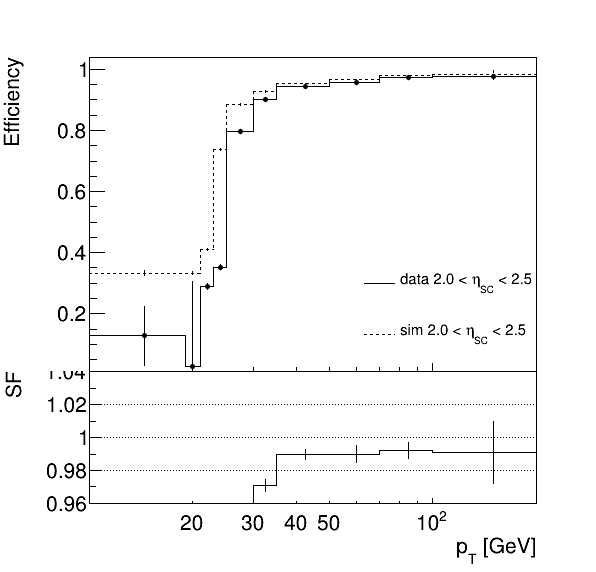 Efficiency
1
0.8
0.6
0.4
0.2
data 2.0 < η_SC < 2.5
sim 2.0 < η_SC < 2.5
SF
1.04
1.02
1
0.98
0.96
20 30 40 50 10²
p_T [GeV]